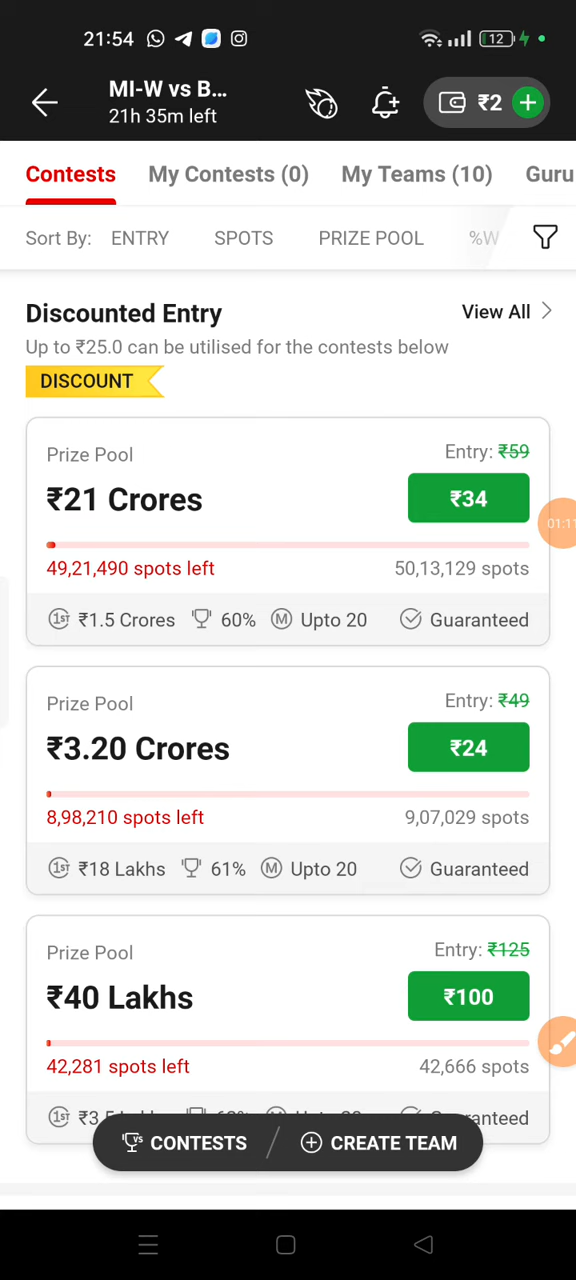 21:54
12
MI-W vs B...
21h 35m left
₹2
Contests My Contests (0) My Teams (10) Guru
Sort By: ENTRY SPOTS PRIZE POOL %W
Discounted Entry View All
Up to ₹25.0 can be utilised for the contests below
DISCOUNT
Prize Pool Entry: ₹59
₹21 Crores ₹34
01:11
49,21,490 spots left 50,13,129 spots
1ST ₹1.5 Crores 60% M Upto 20 Guaranteed
Prize Pool Entry: ₹49
₹3.20 Crores ₹24
8,98,210 spots left 9,07,029 spots
1ST ₹18 Lakhs 61% M Upto 20 Guaranteed
Prize Pool Entry: ₹125
₹40 Lakhs ₹100
42,281 spots left 42,666 spots
1ST
VS CONTESTS CREATE TEAM